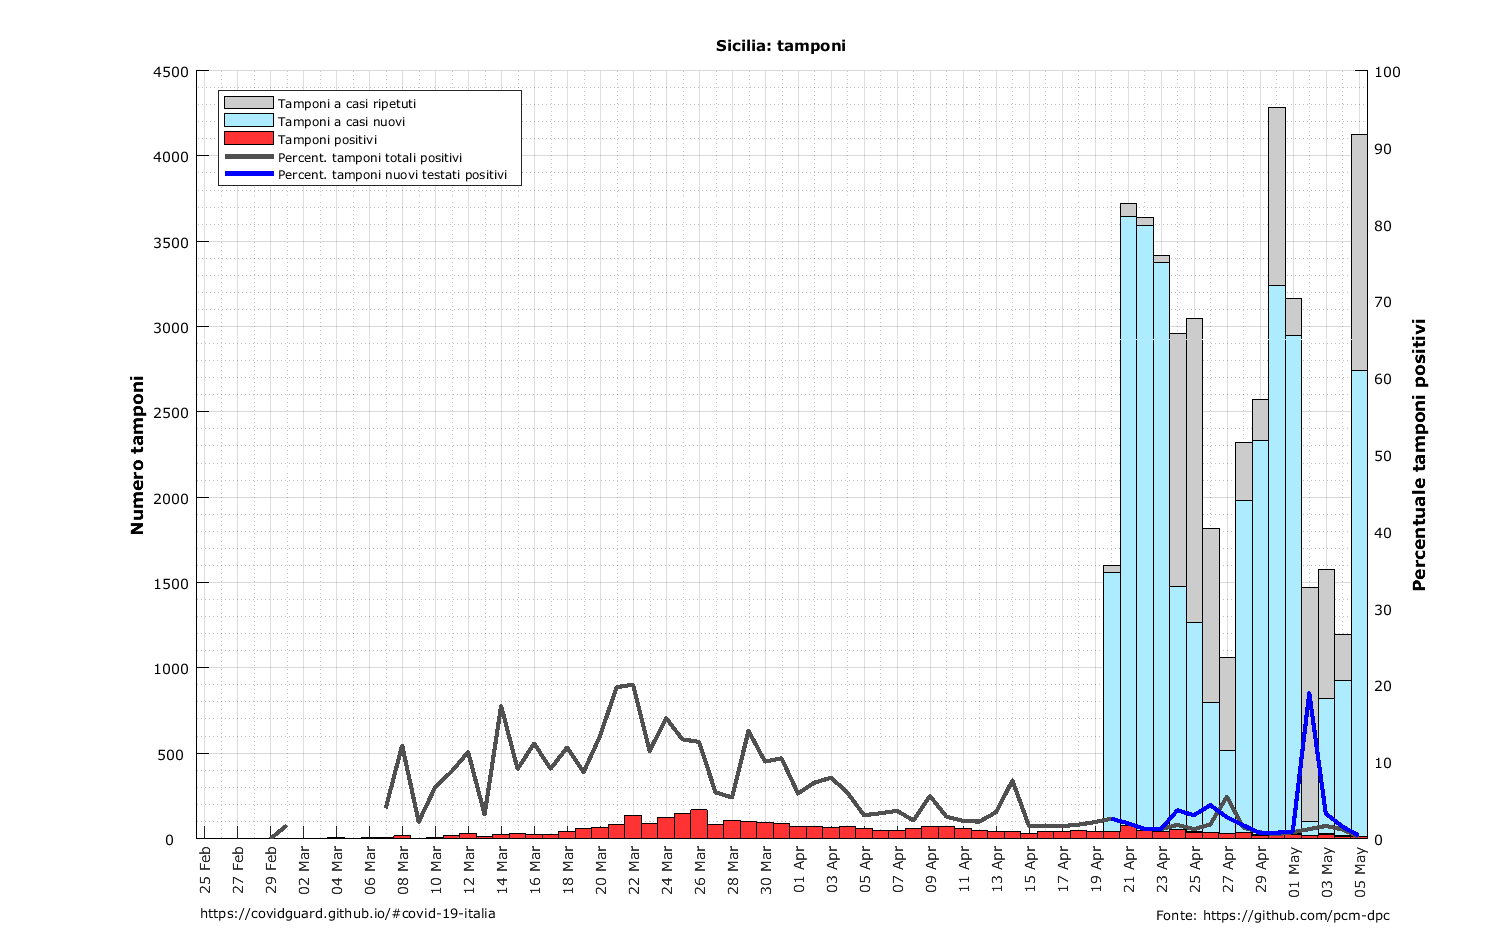 Sicilia: tamponi
4500
4000
3500
3000
2500
2000
1500
1000
500
0
Numero tamponi
Tamponi a casi ripetuti
Tamponi a casi nuovi
Tamponi positivi
Percent. tamponi totali positivi
Percent. tamponi nuovi testati positivi
100
90
80
70
60
50
40
30
20
10
0
Percentuale tamponi positivi
25 Feb
27 Feb
29 Feb
02 Mar
04 Mar
06 Mar
08 Mar
10 Mar
12 Mar
14 Mar
16 Mar
18 Mar
20 Mar
22 Mar
24 Mar
26 Mar
28 Mar
30 Mar
01 Apr
03 Apr
05 Apr
07 Apr
09 Apr
11 Apr
13 Apr
15 Apr
17 Apr
19 Apr
21 Apr
23 Apr
25 Apr
27 Apr
29 Apr
01 May
03 May
05 May
https://covidguard.github.io/#covid-19-italia
Fonte: https://github.com/pcm-dpc